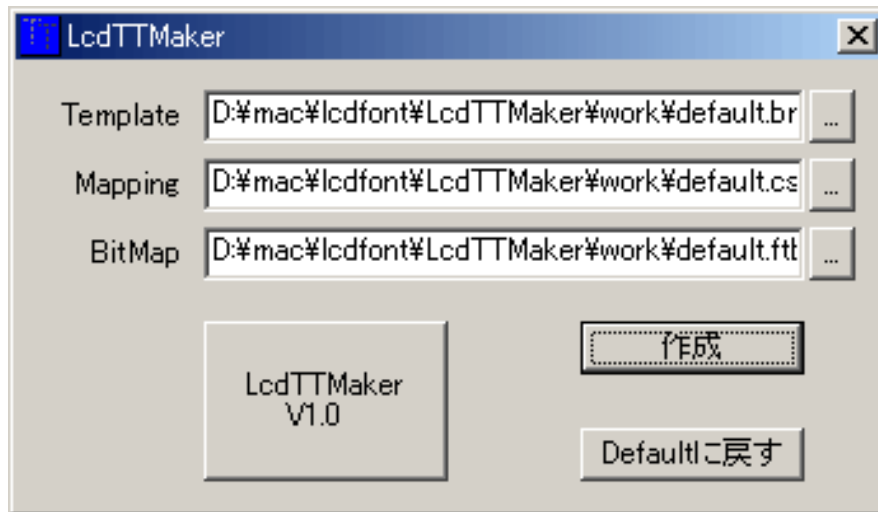 LcdTTMaker
Template D:¥mac¥lcdfont¥LcdTTMaker¥work¥default.br ...
Mapping D:¥mac¥lcdfont¥LcdTTMaker¥work¥default.cs ...
BitMap D:¥mac¥lcdfont¥LcdTTMaker¥work¥default.ftb ...
LcdTTMaker
V1.0
作成
Defaultに戻す